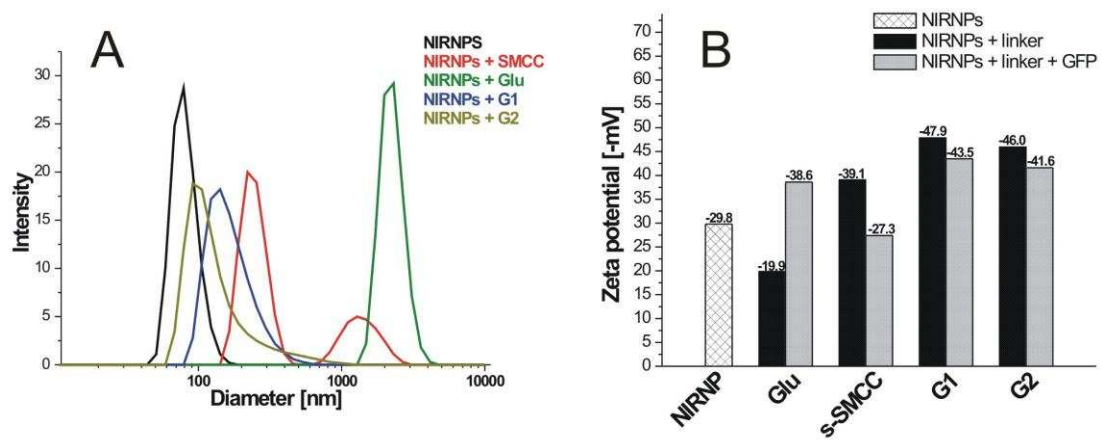 A
NIRNPS
NIRNPs + SMCC
NIRNPs + Glu
NIRNPs + G1
NIRNPs + G2
Intensity
30
25
20
15
10
5
0
100
1000
10000
Diameter [nm]
B
NIRNPs
NIRNPs + linker
NIRNPs + linker + GFP
Zeta potential [-mV]
75
70
65
60
55
50
45
40
35
30
25
20
15
10
5
0
-29.8
-19.9
-38.6
-39.1
-27.3
-47.9
-43.5
-46.0
-41.6
NIRNP
Glu
s-SMCC
G1
G2